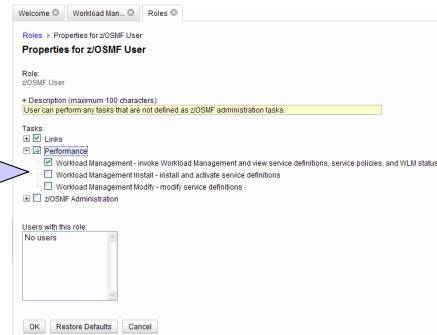 Welcome
Workload Man...
Roles
Roles ▸ Properties for z/OSMF User
Properties for z/OSMF User
Role:
z/OSMF User
* Description (maximum 100 characters):
User can perform any tasks that are not defined as z/OSMF administration tasks.
Tasks:
Links
Performance
Workload Management - invoke Workload Management and view service definitions, service policies, and WLM status
Workload Management Install - install and activate service definitions
Workload Management Modify - modify service definitions
z/OSMF Administration
Users with this role:
No users
OK Restore Defaults Cancel